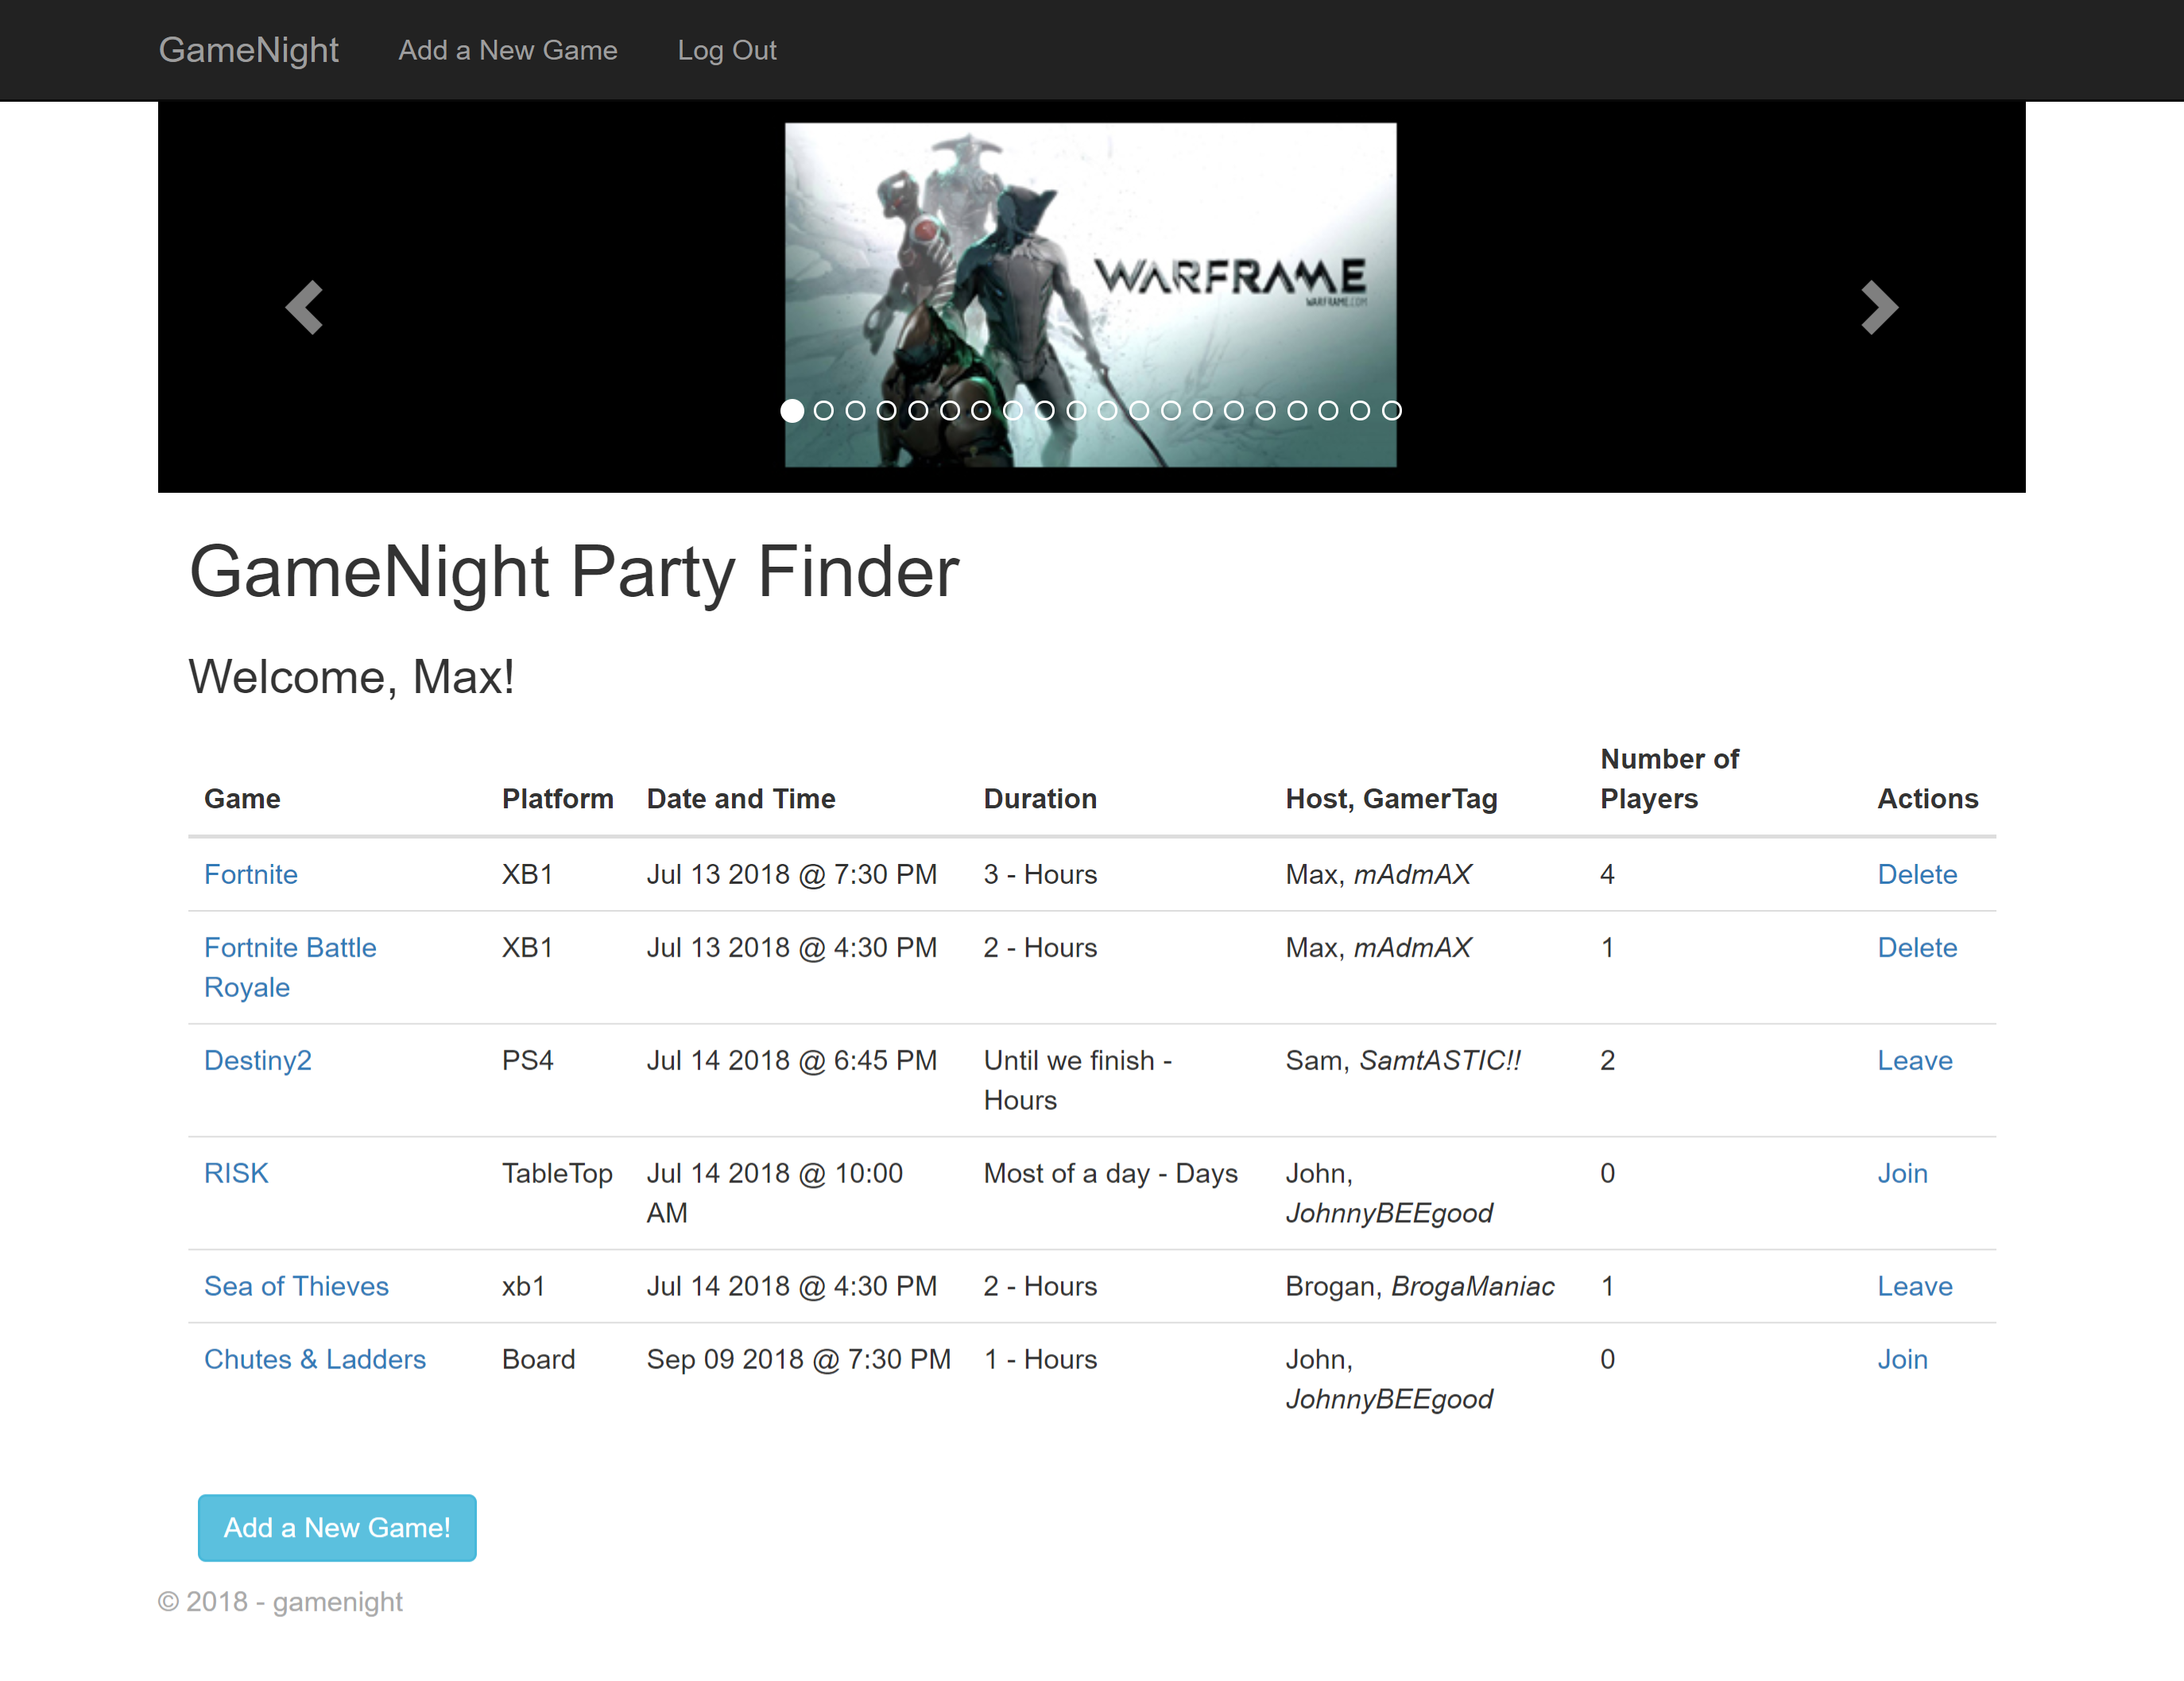 GameNight Add a New Game Log Out
WARFRAME
WARFRAME.COM
GameNight Party Finder
Welcome, Max!
Game Platform Date and Time Duration Host, GamerTag Number of Players Actions
Fortnite XB1 Jul 13 2018 @ 7:30 PM 3 - Hours Max, mAdmAX 4 Delete
Fortnite Battle Royale XB1 Jul 13 2018 @ 4:30 PM 2 - Hours Max, mAdmAX 1 Delete
Destiny2 PS4 Jul 14 2018 @ 6:45 PM Until we finish - Hours Sam, SamtASTIC!! 2 Leave
RISK TableTop Jul 14 2018 @ 10:00 AM Most of a day - Days John, JohnnyBEEgood 0 Join
Sea of Thieves xb1 Jul 14 2018 @ 4:30 PM 2 - Hours Brogan, BrogaManiac 1 Leave
Chutes & Ladders Board Sep 09 2018 @ 7:30 PM 1 - Hours John, JohnnyBEEgood 0 Join
Add a New Game!
© 2018 - gamenight